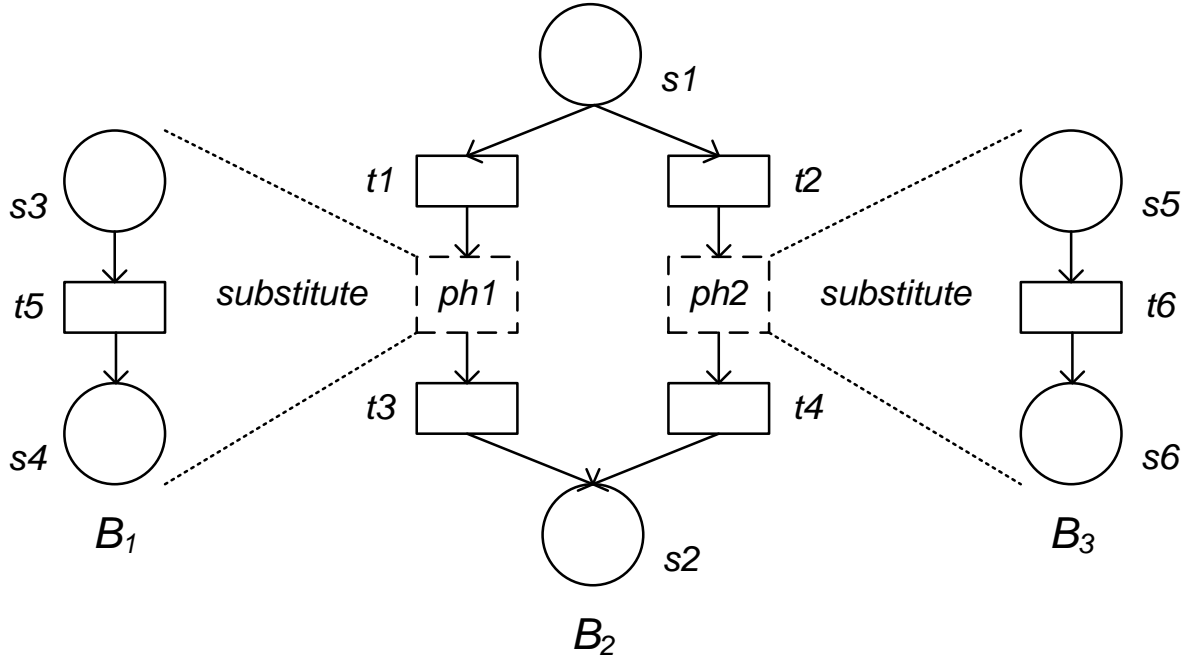 s1
t1
t2
s3
s5
substitute
ph1
ph2
substitute
t5
t6
t3
t4
s4
s6
B1
B3
s2
B2